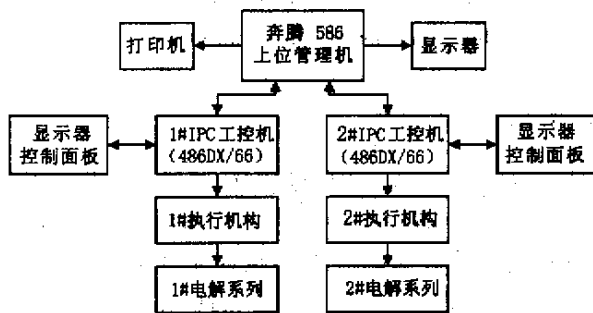 打印机
奔腾 586
上位管理机
显示器
显示器
控制面板
1#IPC工控机
(486DX/66)
2#IPC工控机
(486DX/66)
显示器
控制面板
1#执行机构
2#执行机构
1#电解系列
2#电解系列